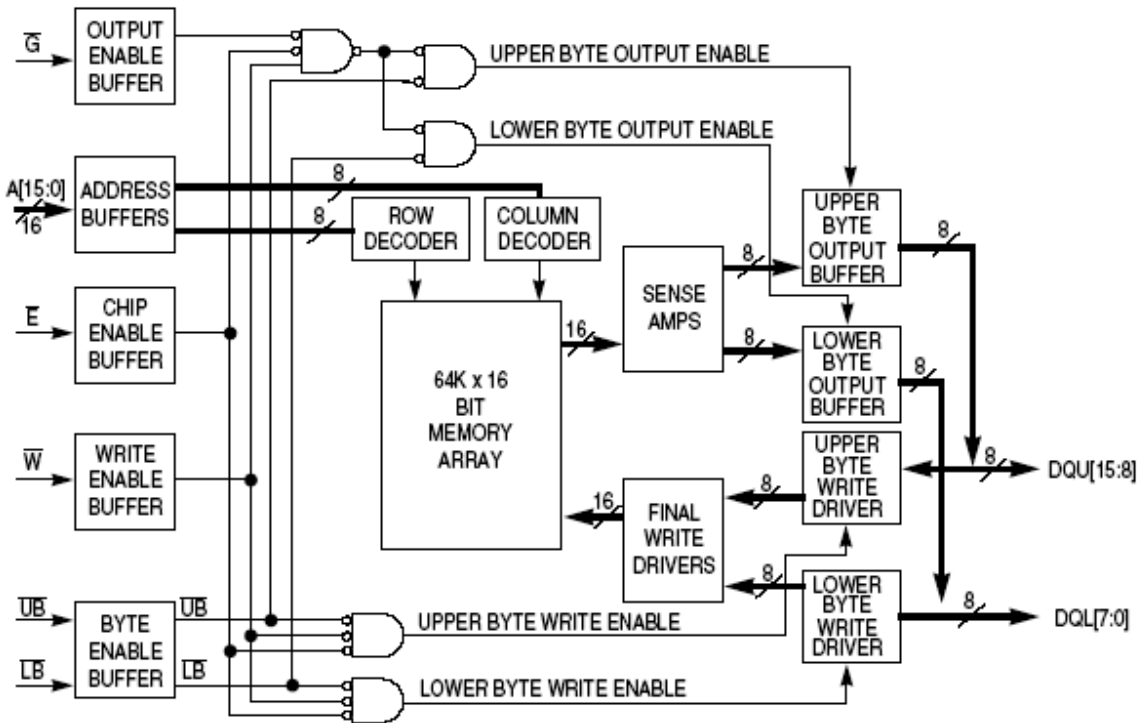 G̅
OUTPUT
ENABLE
BUFFER
UPPER BYTE OUTPUT ENABLE
LOWER BYTE OUTPUT ENABLE
A[15:0]
16
ADDRESS
BUFFERS
8
8
ROW
DECODER
COLUMN
DECODER
UPPER
BYTE
OUTPUT
BUFFER
8
E̅
CHIP
ENABLE
BUFFER
64K x 16
BIT
MEMORY
ARRAY
16
SENSE
AMPS
8
8
LOWER
BYTE
OUTPUT
BUFFER
8
W̅
WRITE
ENABLE
BUFFER
16
FINAL
WRITE
DRIVERS
8
8
UPPER
BYTE
WRITE
DRIVER
8
DQU[15:8]
LOWER
BYTE
WRITE
DRIVER
8
DQL[7:0]
U̅B̅
L̅B̅
BYTE
ENABLE
BUFFER
U̅B̅
L̅B̅
UPPER BYTE WRITE ENABLE
LOWER BYTE WRITE ENABLE